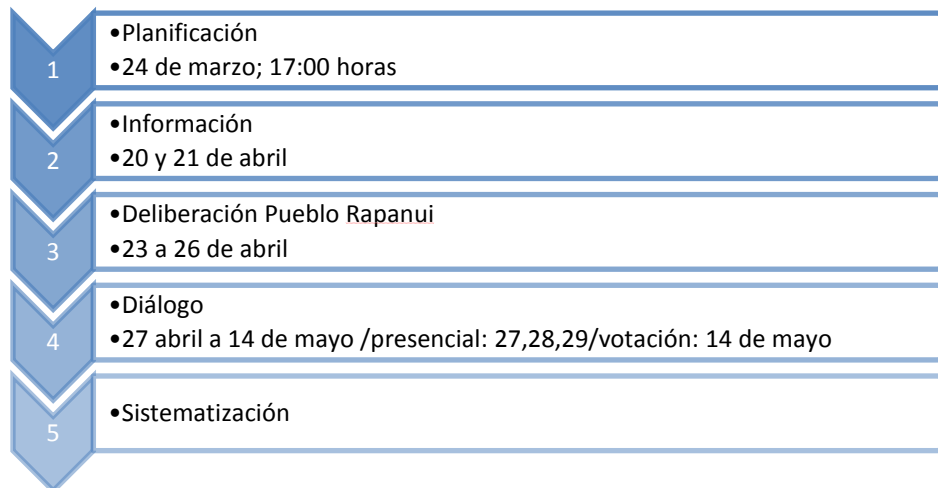 1
•Planificación
•24 de marzo; 17:00 horas
2
•Información
•20 y 21 de abril
3
•Deliberación Pueblo Rapanui
•23 a 26 de abril
4
•Diálogo
•27 abril a 14 de mayo /presencial: 27,28,29/votación: 14 de mayo
5
•Sistematización